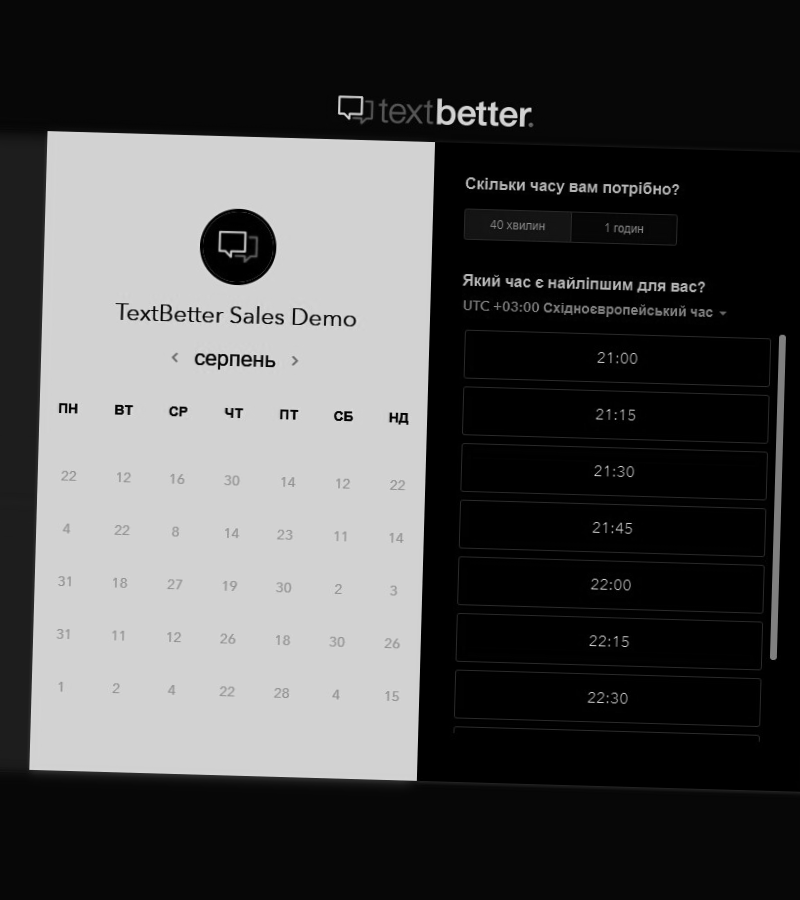 textbetter.
TextBetter Sales Demo
серпень
ПН ВТ СР ЧТ ПТ СБ НД
22 12 16 30 14 12 22
4 22 8 14 23 11 14
31 18 27 19 30 2 3
31 11 12 26 18 30 26
1 2 4 22 28 4 15
Скільки часу вам потрібно?
40 хвилин 1 годин
Який час є найліпшим для вас?
UTC +03:00 Східноєвропейський час
21:00
21:15
21:30
21:45
22:00
22:15
22:30